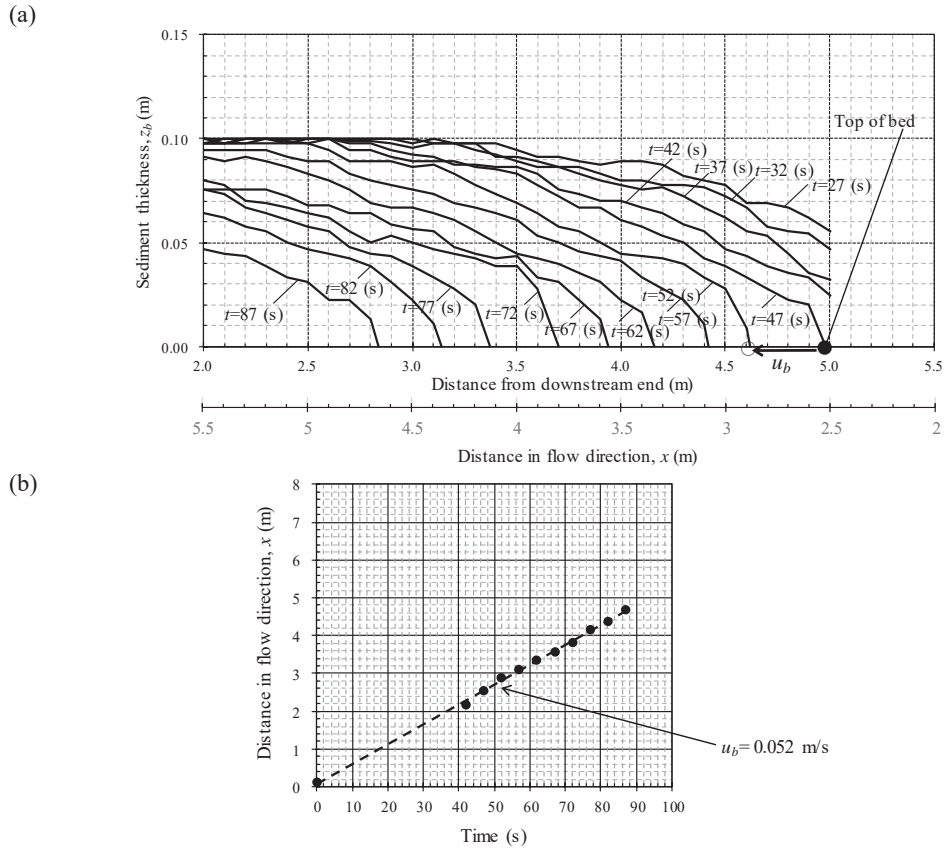 (a)
0.15
0.10
0.05
0.00
Sediment thickness, z_b (m)
Top of bed
t=42 (s)
t=37 (s)
t=32 (s)
t=27 (s)
t=87 (s)
t=82 (s)
t=77 (s)
t=72 (s)
t=67 (s)
t=62 (s)
t=57 (s)
t=52 (s)
t=47 (s)
u_b
2.0 2.5 3.0 3.5 4.0 4.5 5.0 5.5
Distance from downstream end (m)
5.5 5 4.5 4 3.5 3 2.5 2
Distance in flow direction, x (m)
(b)
8
7
6
5
4
3
2
1
0
Distance in flow direction, x (m)
u_b= 0.052 m/s
0 10 20 30 40 50 60 70 80 90 100
Time (s)